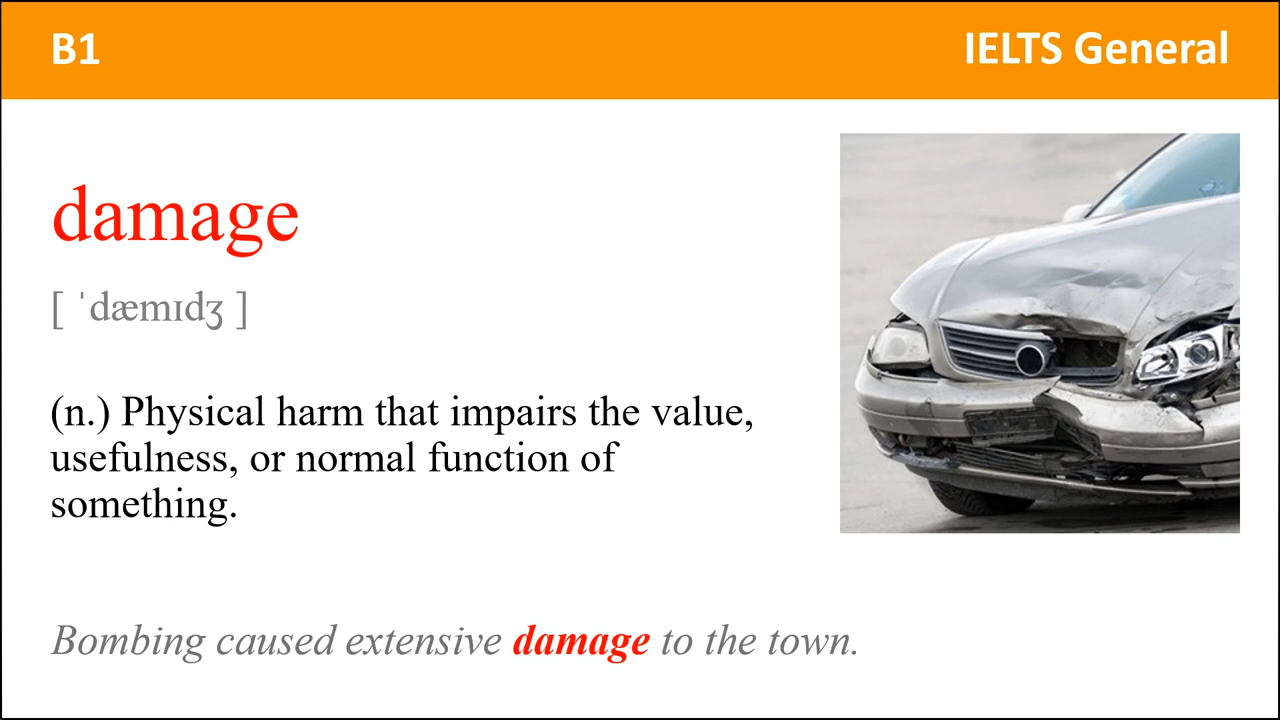 B1
IELTS General
damage
[ ˈdæmɪdʒ ]
(n.) Physical harm that impairs the value,
usefulness, or normal function of
something.
Bombing caused extensive damage to the town.